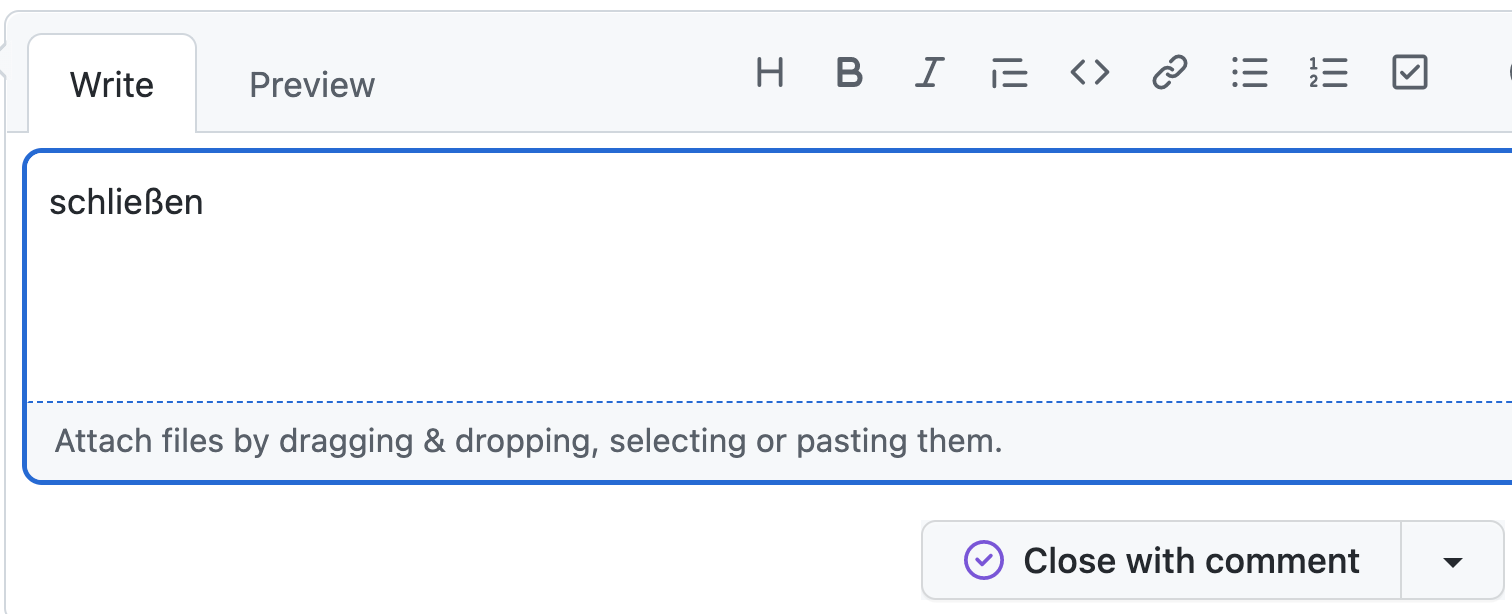 Write Preview H B I
schließen
Attach files by dragging & dropping, selecting or pasting them.
Close with comment